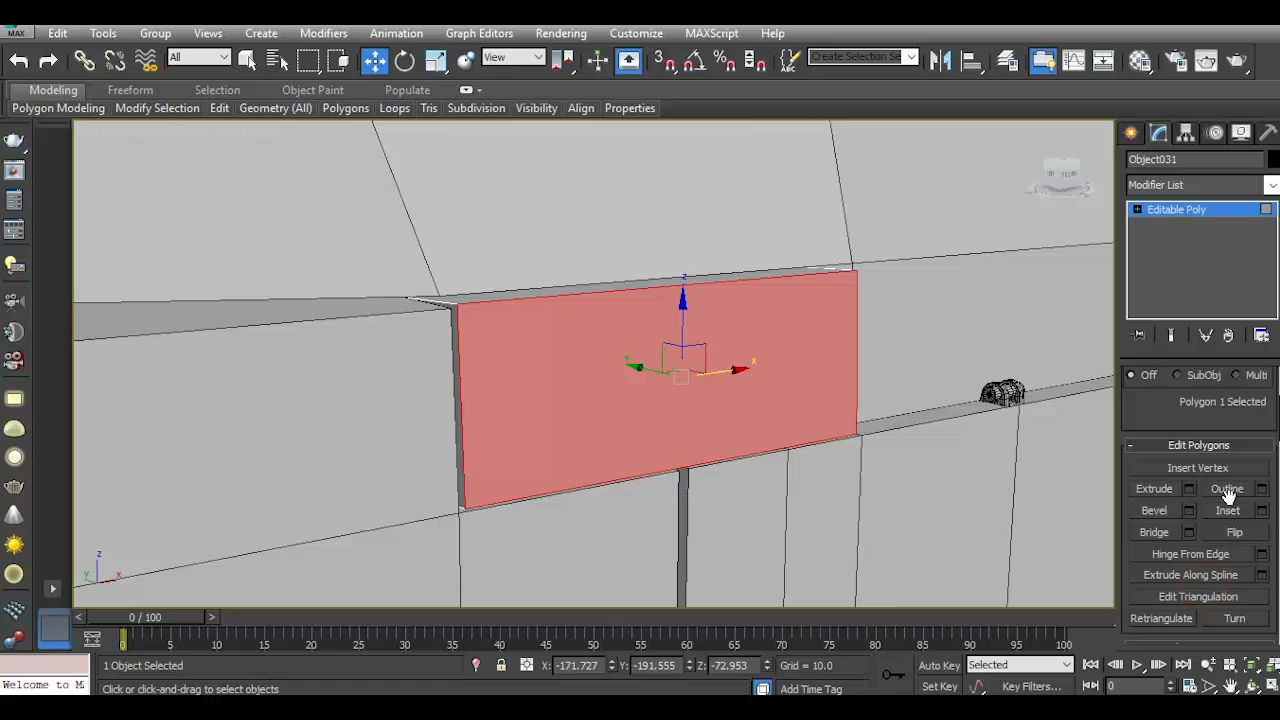 MAX Edit Tools Group Views Create Modifiers Animation Graph Editors Rendering Customize MAXScript Help
All View 3 Create Selection Se
Modeling Freeform Selection Object Paint Populate
Polygon Modeling Modify Selection Edit Geometry (All) Polygons Loops Tris Subdivision Visibility Align Properties
Object031
Modifier List
Editable Poly
Off SubObj Multi
Polygon 1 Selected
- Edit Polygons
Insert Vertex
Extrude Outline
Bevel Inset
Bridge Flip
Hinge From Edge
Extrude Along Spline
Edit Triangulation
Retriangulate Turn
z
y
x
z
y
x
< 0 / 100 >
0 5 10 15 20 25 30 35 40 45 50 55 60 65 70 75 80 85 90 95 100
1 Object Selected X: -171.727 Y: -191.555 Z: -72.953 Grid = 10.0 Auto Key Selected
Welcome to M Click or click-and-drag to select objects Add Time Tag Set Key Key Filters... 0